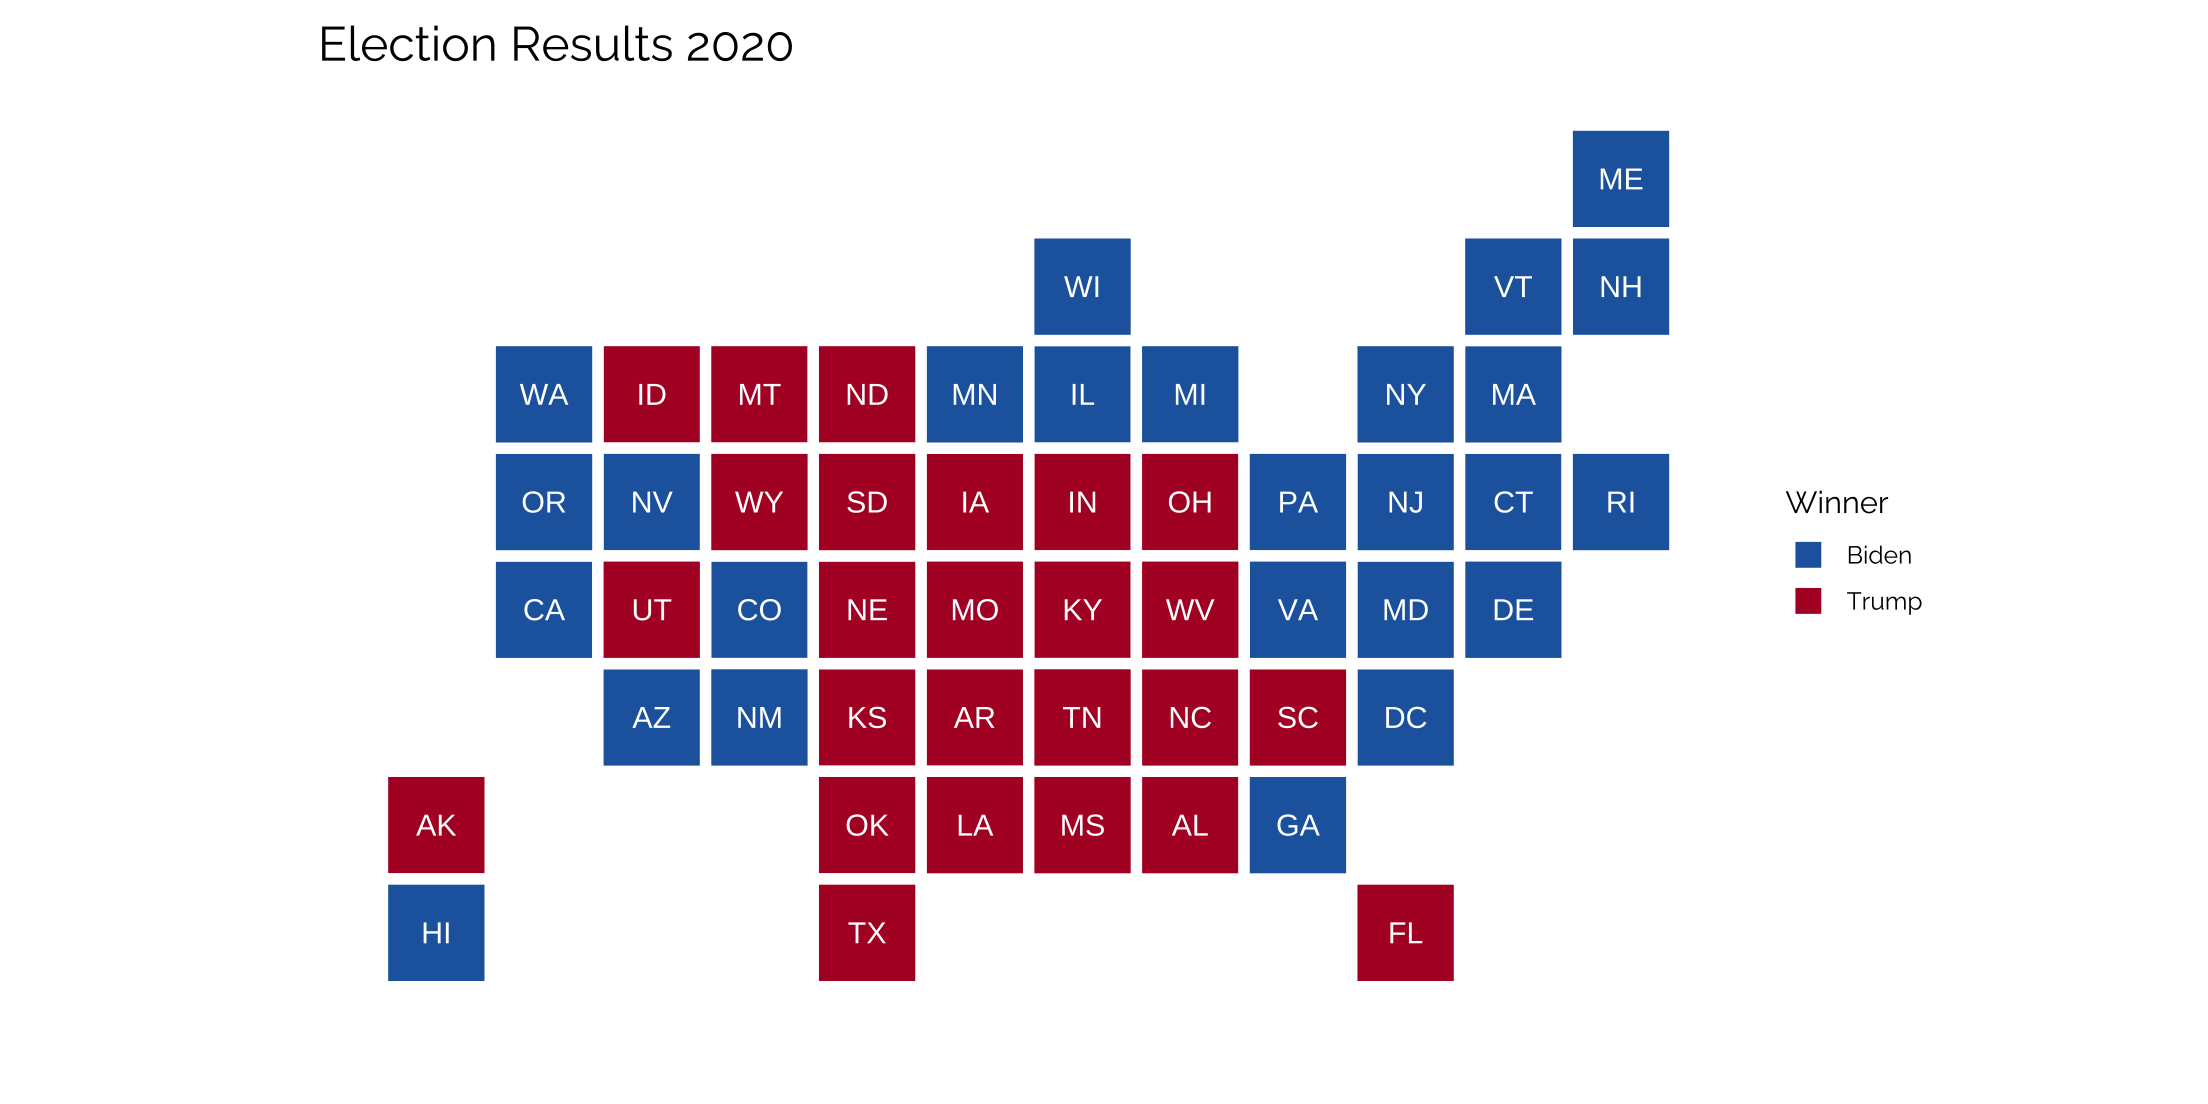 Election Results 2020
ME
WI VT NH
WA ID MT ND MN IL MI NY MA
OR NV WY SD IA IN OH PA NJ CT RI
CA UT CO NE MO KY WV VA MD DE
AZ NM KS AR TN NC SC DC
AK OK LA MS AL GA
HI TX FL
Winner
Biden
Trump